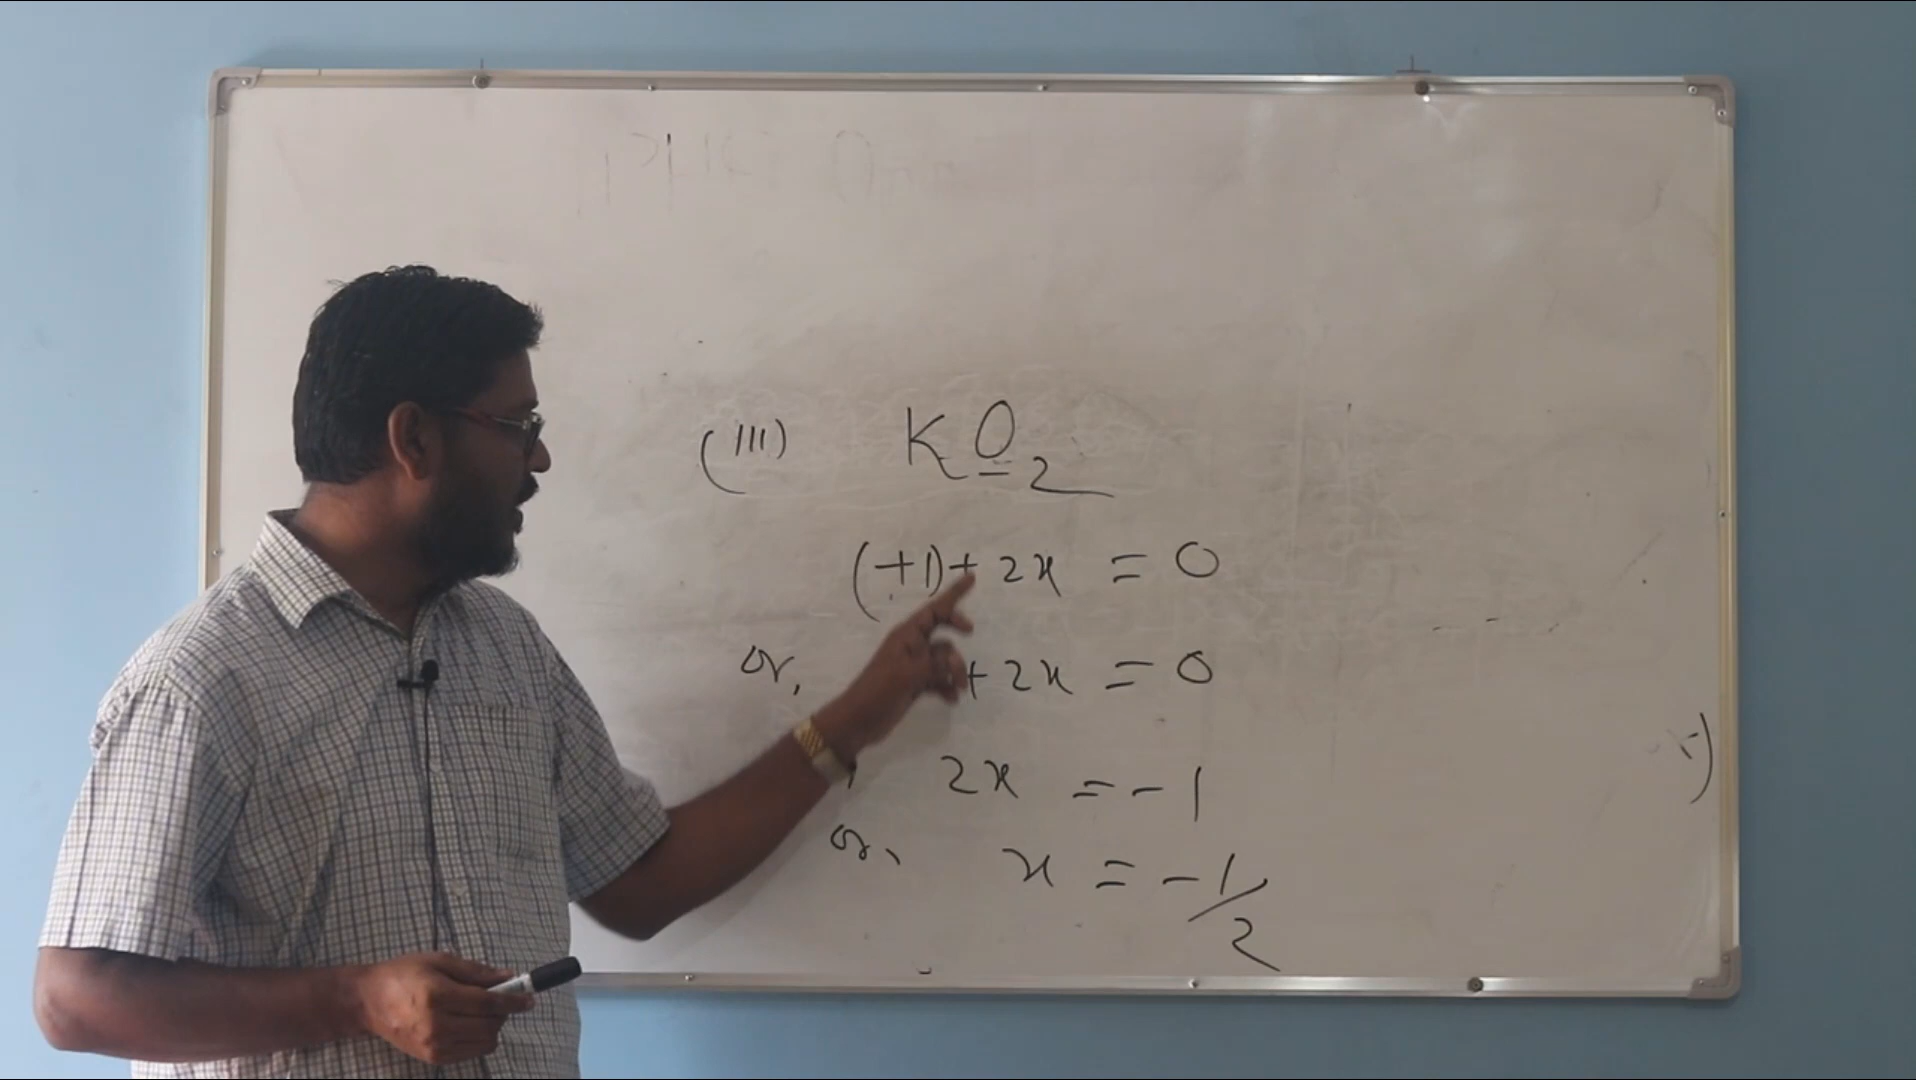 (III) KO2
(+1) + 2x = 0
or, + 2x = 0
2x = -1
or, x = -1/2